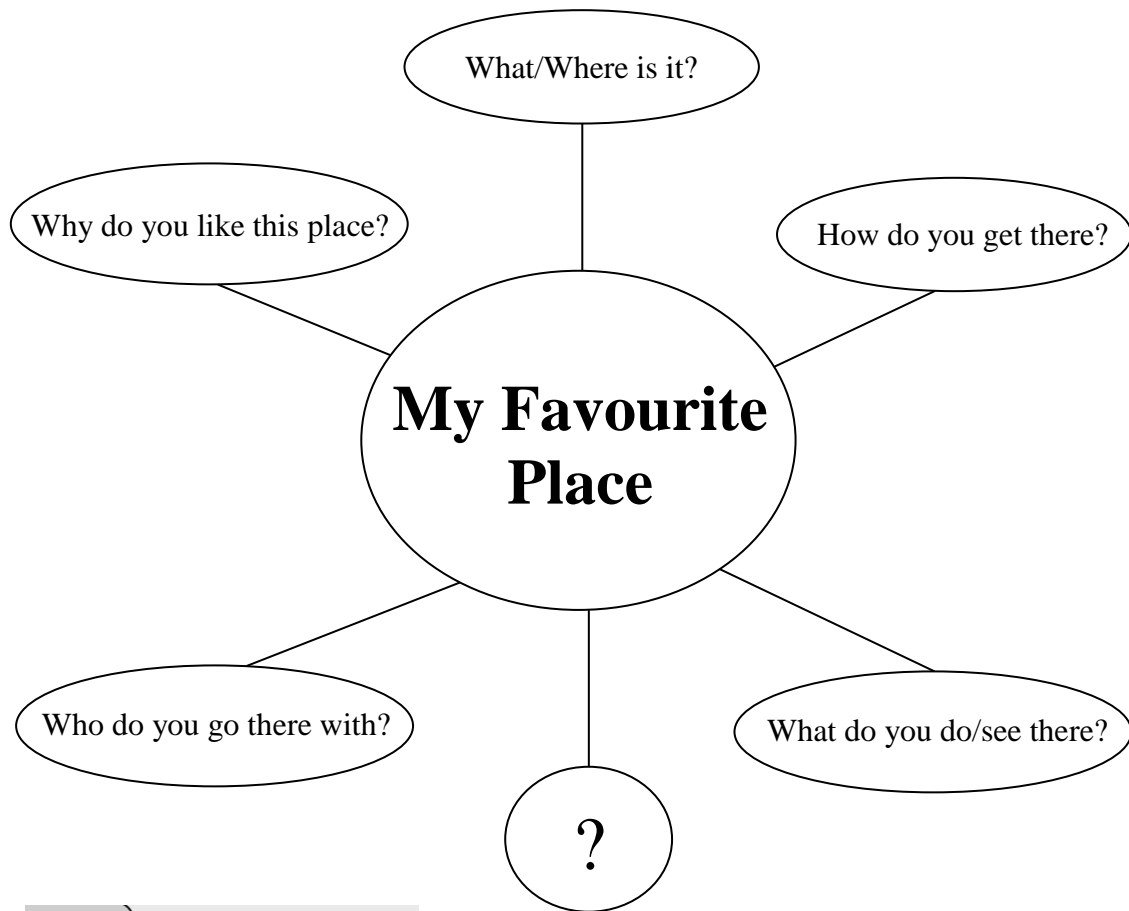 What/Where is it?
Why do you like this place?
How do you get there?
My Favourite
Place
Who do you go there with?
What do you do/see there?
?